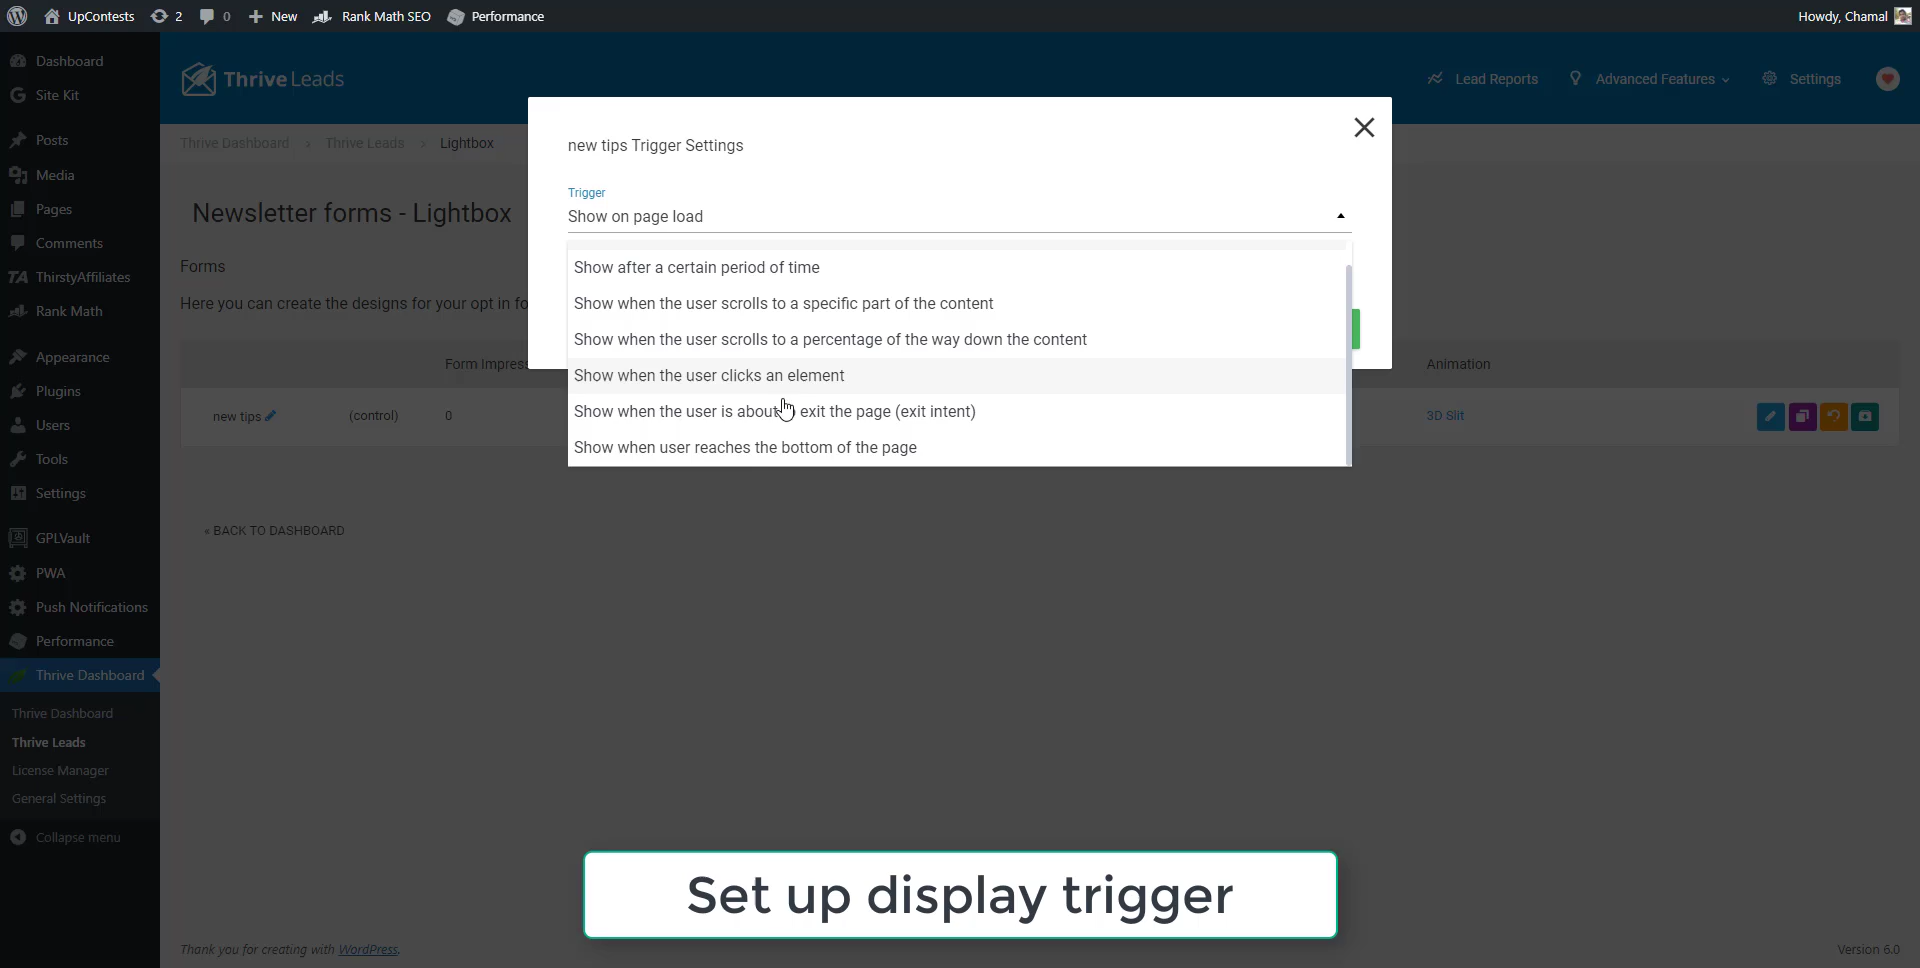 UpContests 2 0 New Rank Math SEO Performance Howdy, Chamal
Dashboard
Site Kit
Posts
Media
Pages
Comments
TA ThirstyAffiliates
Rank Math
Appearance
Plugins
Users
Tools
Settings
GPLVault
PWA
Push Notifications
Performance
Thrive Dashboard
Thrive Dashboard
Thrive Leads
License Manager
General Settings
Collapse menu
Thrive Leads
Lead Reports Advanced Features Settings
Thrive Dashboard > Thrive Leads > Lightbox
Newsletter forms - Lightbox
Forms
Here you can create the designs for your opt in fo
Form Impress Animation
new tips (control) 0 3D Slit
« BACK TO DASHBOARD
new tips Trigger Settings
Trigger
Show on page load
Show after a certain period of time
Show when the user scrolls to a specific part of the content
Show when the user scrolls to a percentage of the way down the content
Show when the user clicks an element
Show when the user is about exit the page (exit intent)
Show when user reaches the bottom of the page
Set up display trigger
Thank you for creating with WordPress.
Version 6.0